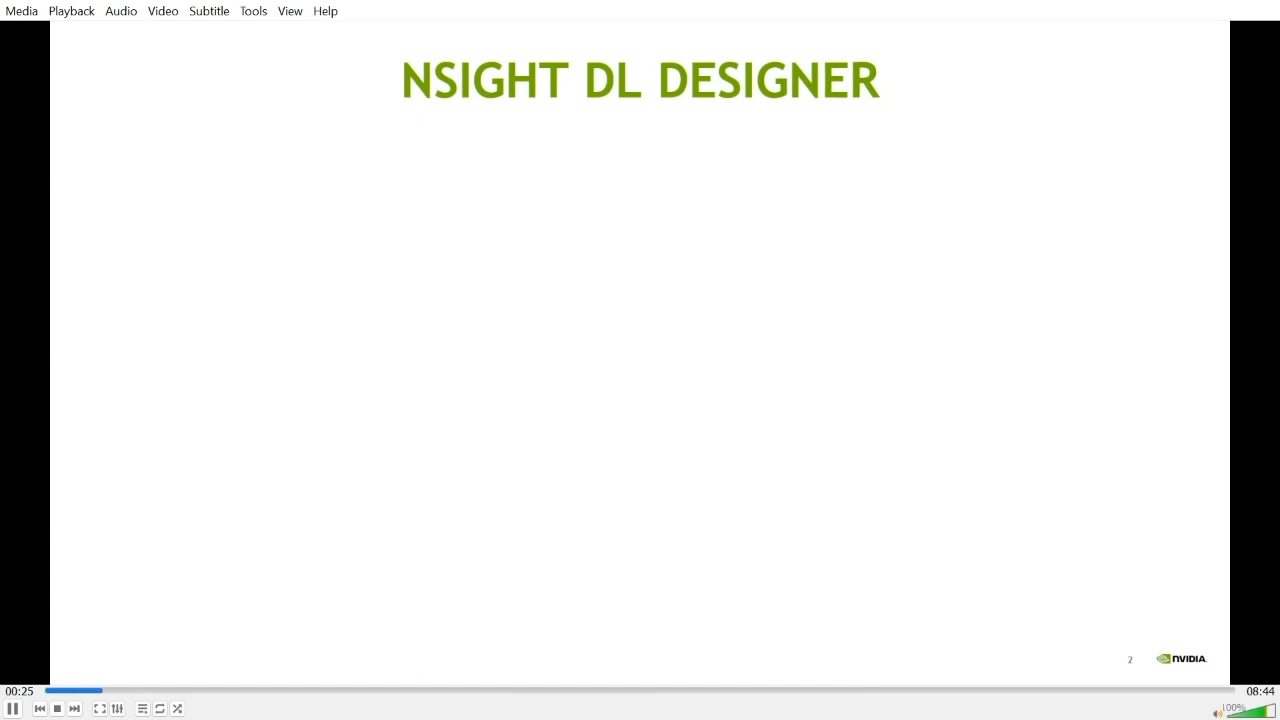 Media Playback Audio Video Subtitle Tools View Help
NSIGHT DL DESIGNER
2 NVIDIA.
00:25 08:44
100%